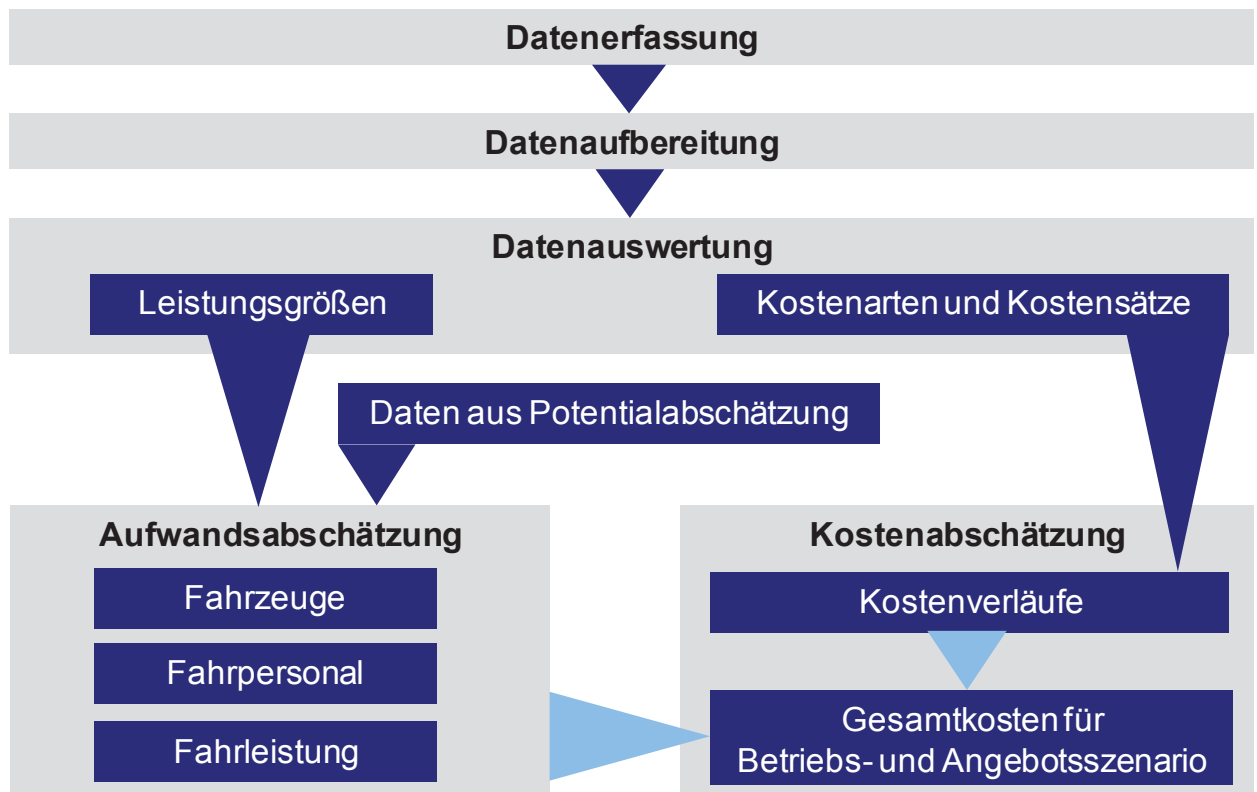 Datenerfassung
Datenaufbereitung
Datenauswertung
Leistungsgrößen
Kostenarten und Kostensätze
Daten aus Potentialabschätzung
Aufwandsabschätzung
Fahrzeuge
Fahrpersonal
Fahrleistung
Kostenabschätzung
Kostenverläufe
Gesamtkosten für
Betriebs- und Angebotsszenario